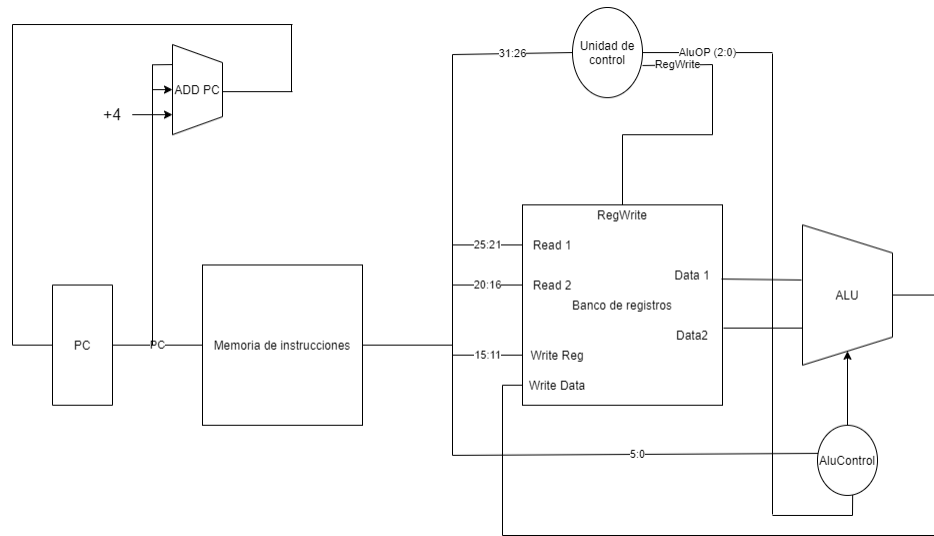 Unidad de
control
31:26
AluOP (2:0)
RegWrite
ADD PC
+4
RegWrite
25:21
Read 1
20:16
Read 2
Data 1
Banco de registros
ALU
PC
PC
Memoria de instrucciones
Data2
15:11
Write Reg
Write Data
5:0
AluControl